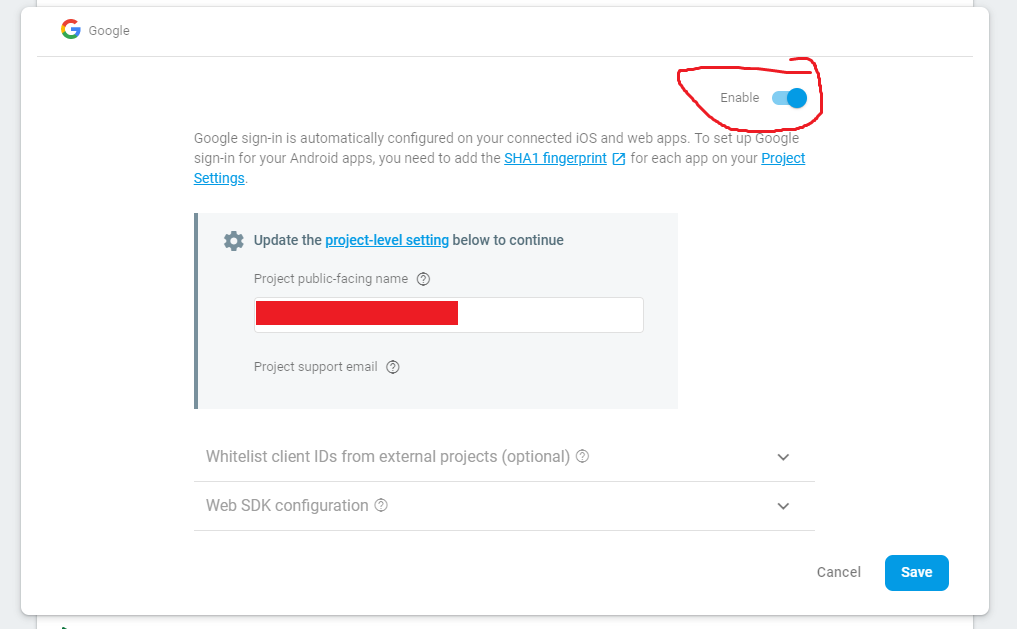 Google
Enable
Google sign-in is automatically configured on your connected iOS and web apps. To set up Google
sign-in for your Android apps, you need to add the SHA1 fingerprint for each app on your Project
Settings.
Update the project-level setting below to continue
Project public-facing name
Project support email
Whitelist client IDs from external projects (optional)
Web SDK configuration
Cancel
Save